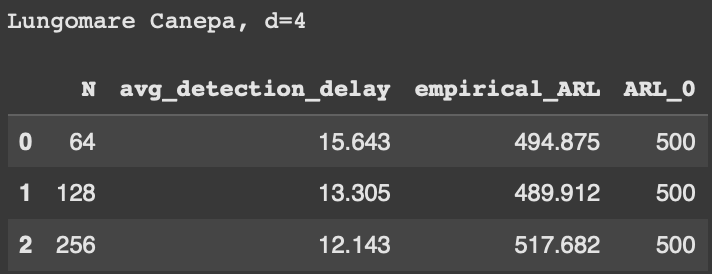 Lungomare Canepa, d=4
N avg_detection_delay empirical_ARL ARL_0
0 64 15.643 494.875 500
1 128 13.305 489.912 500
2 256 12.143 517.682 500